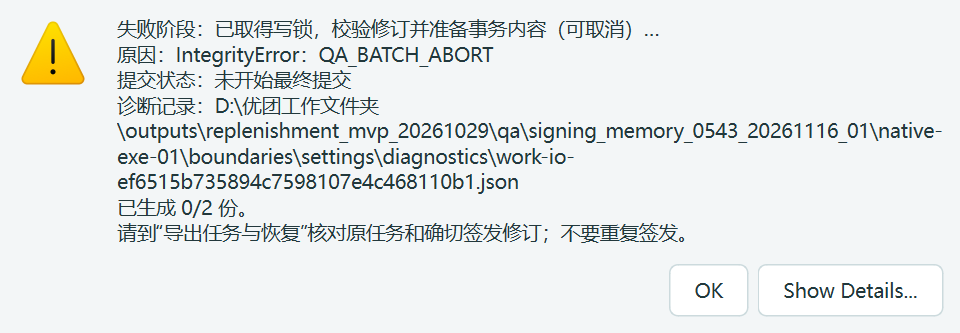 失败阶段：已取得写锁，校验修订并准备事务内容（可取消）...
原因：IntegrityError：QA_BATCH_ABORT
提交状态：未开始最终提交
诊断记录：D:\优团工作文件夹
\outputs\replenishment_mvp_20261029\qa\signing_memory_0543_20261116_01\native-
exe-01\boundaries\settings\diagnostics\work-io-
ef6515b735894c7598107e4c468110b1.json
已生成 0/2 份。
请到“导出任务与恢复”核对原任务和确切签发修订；不要重复签发。
OK
Show Details...